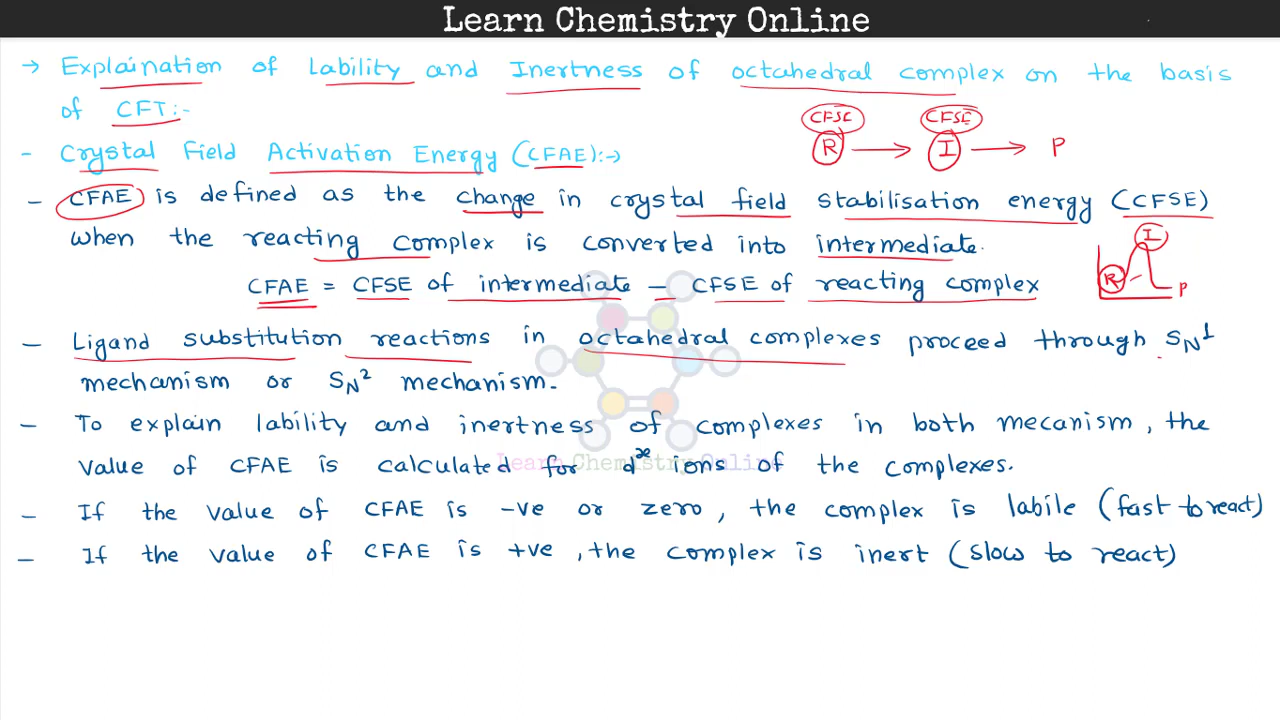 Learn Chemistry Online
→ Explaination of Lability and Inertness of octahedral complex on the basis
of CFT:-
CFSE CFSE
R → I → P
- Crystal Field Activation Energy (CFAE):→
- CFAE is defined as the change in crystal field stabilisation energy (CFSE)
when the reacting complex is converted into intermediate.
I
R P
CFAE = CFSE of intermediate - CFSE of reacting complex
- Ligand substitution reactions in octahedral complexes proceed through SN1
mechanism or SN² mechanism.
- To explain lability and inertness of complexes in both mecanism, the
value of CFAE is calculated for dˣ ions of the complexes.
Learn Chemistry Online
- If the value of CFAE is -ve or zero, the complex is labile (fast to react)
- If the value of CFAE is +ve, the complex is inert (slow to react)